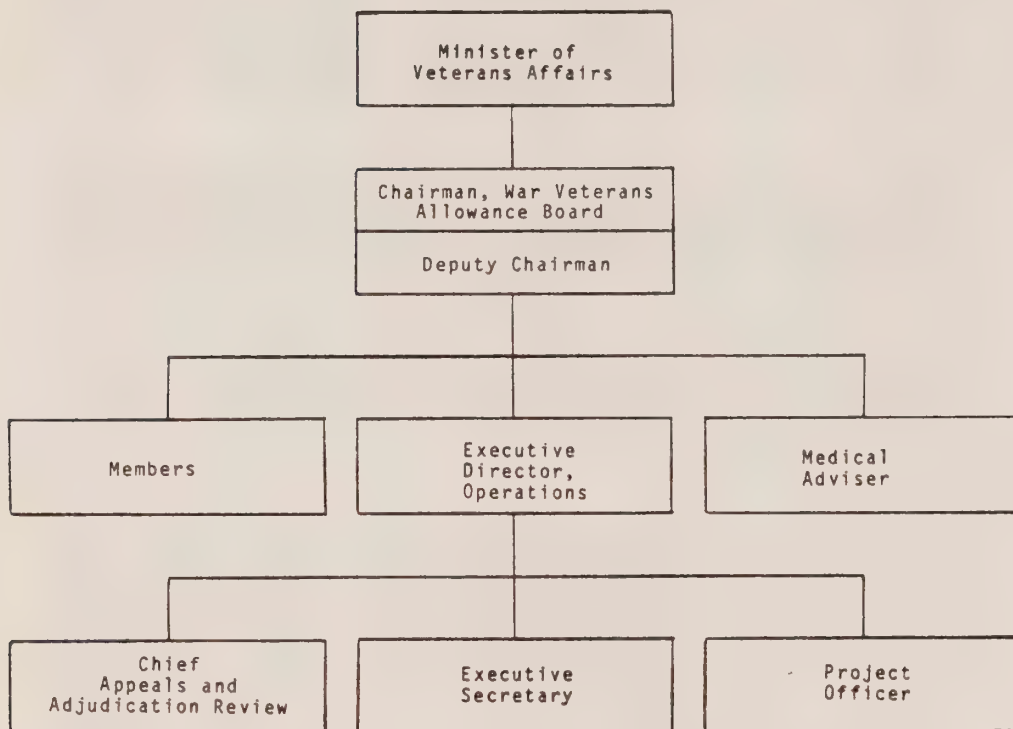 Minister of
Veterans Affairs
Chairman, War Veterans
Allowance Board
Deputy Chairman
Members
Executive
Director,
Operations
Medical
Adviser
Chief
Appeals and
Adjudication Review
Executive
Secretary
Project
Officer